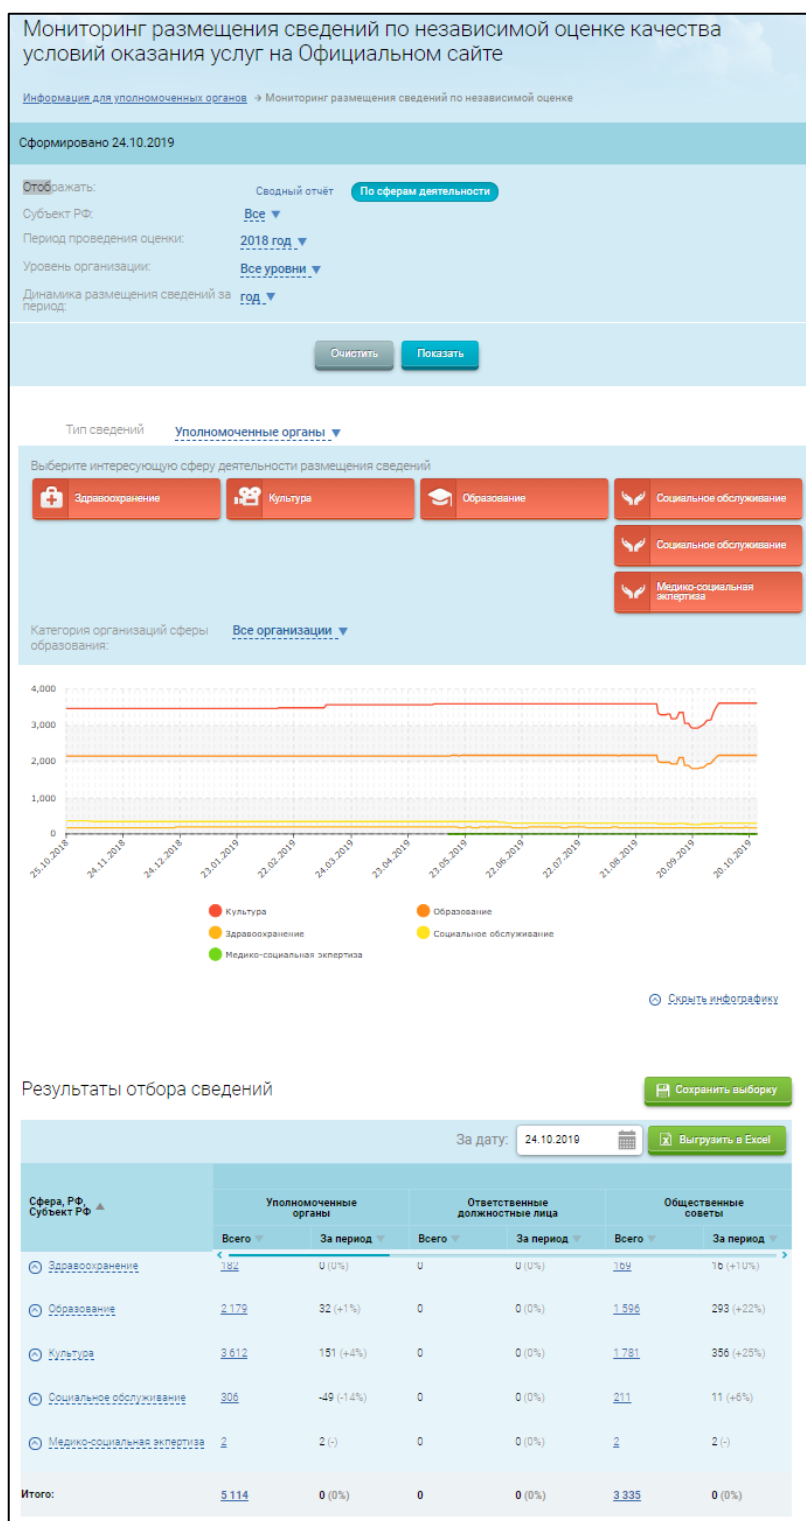 Мониторинг размещения сведений по независимой оценке качества
условий оказания услуг на Официальном сайте
Информация для уполномоченных органов → Мониторинг размещения сведений по независимой оценке
Сформировано 24.10.2019
Отображать: Сводный отчёт По сферам деятельности
Субъект РФ: Все
Период проведения оценки: 2018 год
Уровень организации: Все уровни
Динамика размещения сведений за
период: год
Очистить Показать
Тип сведений Уполномоченные органы
Выберите интересующую сферу деятельности размещения сведений
Здравоохранение Культура Образование Социальное обслуживание
Социальное обслуживание
Медико-социальная
экпертиза
Категория организаций сферы
образования: Все организации
4,000
3,000
2,000
1,000
0
25.10.2018 24.11.2018 24.12.2018 23.01.2019 22.02.2019 24.03.2019 23.04.2019 23.05.2019 22.06.2019 22.07.2019 21.08.2019 20.09.2019 20.10.2019
Культура Образование
Здравоохранение Социальное обслуживание
Медико-социальная экпертиза
Скрыть инфографику
Результаты отбора сведений Сохранить выборку
За дату: 24.10.2019 Выгрузить в Excel
Сфера, РФ,
Субъект РФ
Уполномоченные
органы
Ответственные
должностные лица
Общественные
советы
Всего За период Всего За период Всего За период
Здравоохранение 182 0 (0%) 0 0 (0%) 169 16 (+10%)
Образование 2 179 32 (+1%) 0 0 (0%) 1 596 293 (+22%)
Культура 3 612 151 (+4%) 0 0 (0%) 1 781 356 (+25%)
Социальное обслуживание 306 -49 (-14%) 0 0 (0%) 211 11 (+6%)
Медико-социальная экпертиза 2 2 (-) 0 0 (0%) 2 2 (-)
Итого: 5 114 0 (0%) 0 0 (0%) 3 335 0 (0%)